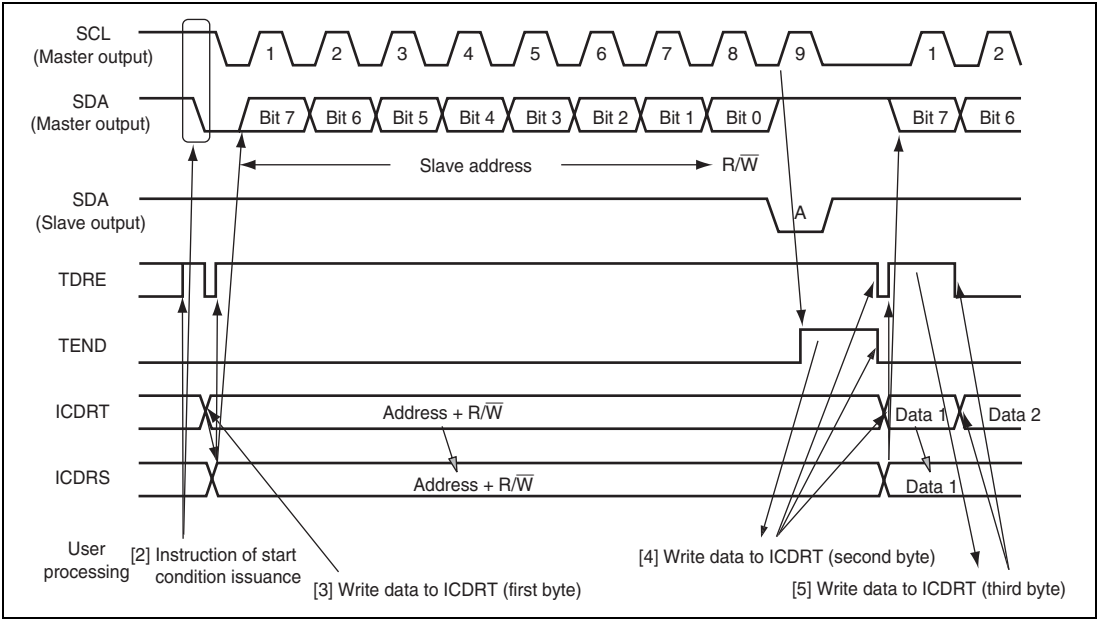 SCL
(Master output)
1 2 3 4 5 6 7 8 9 1 2
SDA
(Master output)
Bit 7 Bit 6 Bit 5 Bit 4 Bit 3 Bit 2 Bit 1 Bit 0 Bit 7 Bit 6
Slave address R/W̅
SDA
(Slave output)
A
TDRE
TEND
ICDRT
Address + R/W̅ Data 1 Data 2
ICDRS
Address + R/W̅ Data 1
User
processing
[2] Instruction of start
condition issuance
[3] Write data to ICDRT (first byte)
[4] Write data to ICDRT (second byte)
[5] Write data to ICDRT (third byte)